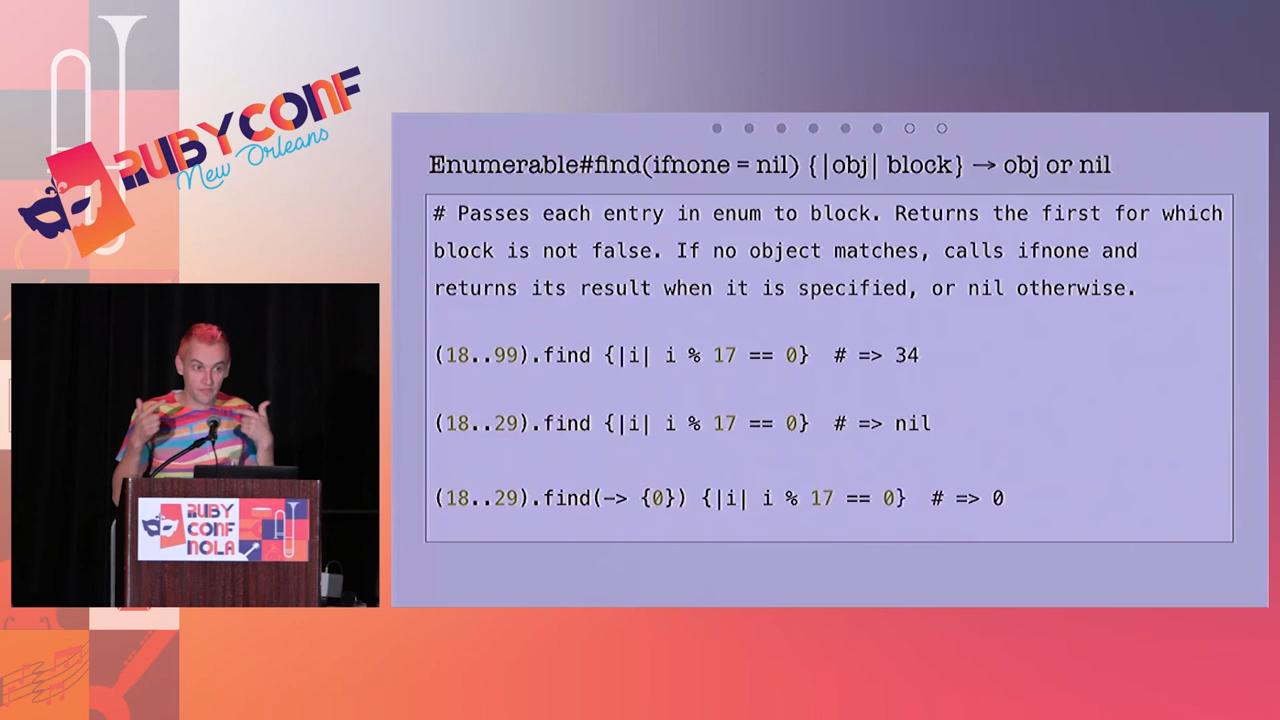 RUBYCONF
New Orleans
Enumerable#find(ifnone = nil) {|obj| block} → obj or nil
# Passes each entry in enum to block. Returns the first for which
block is not false. If no object matches, calls ifnone and
returns its result when it is specified, or nil otherwise.
(18..99).find {|i| i % 17 == 0}  # => 34
(18..29).find {|i| i % 17 == 0}  # => nil
(18..29).find(-> {0}) {|i| i % 17 == 0}  # => 0
RUBY
CONF
NOLA